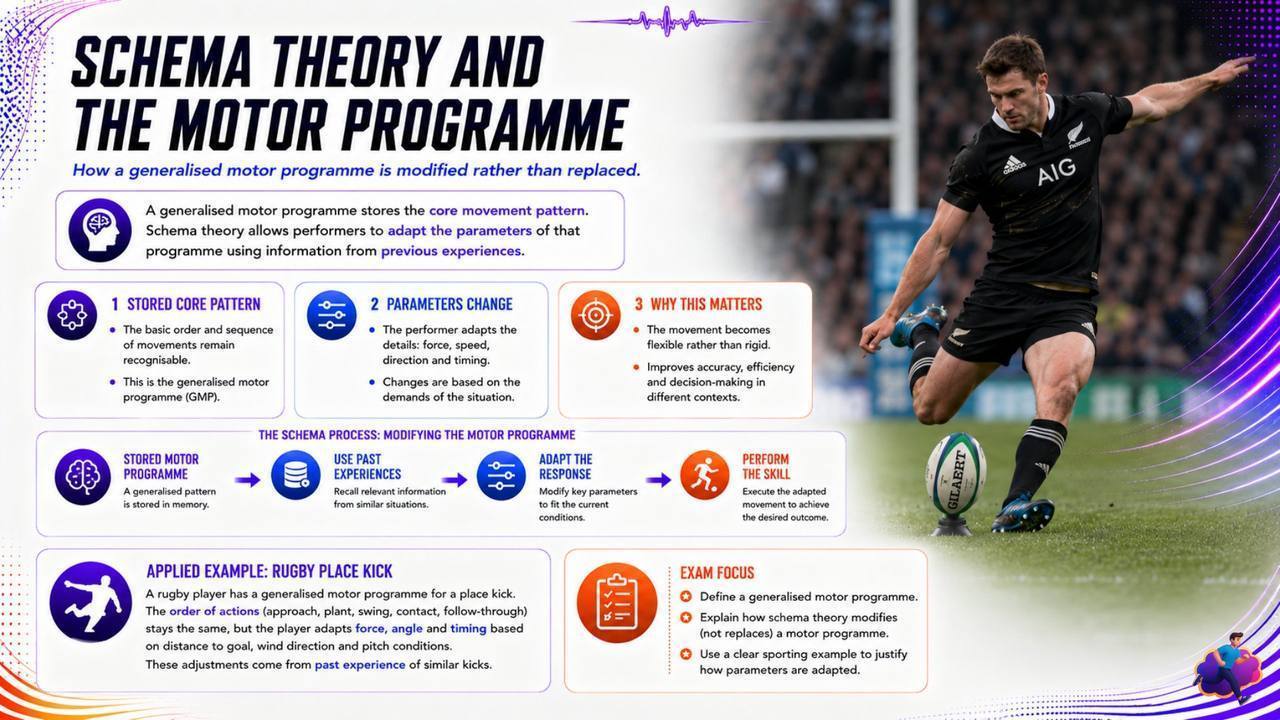 SCHEMA THEORY AND
THE MOTOR PROGRAMME
How a generalised motor programme is modified rather than replaced.
A generalised motor programme stores the core movement pattern.
Schema theory allows performers to adapt the parameters of that
programme using information from previous experiences.
1 STORED CORE PATTERN
• The basic order and sequence
of movements remain
recognisable.
• This is the generalised motor
programme (GMP).
2 PARAMETERS CHANGE
• The performer adapts the
details: force, speed,
direction and timing.
• Changes are based on the
demands of the situation.
3 WHY THIS MATTERS
• The movement becomes
flexible rather than rigid.
• Improves accuracy, efficiency
and decision-making in
different contexts.
THE SCHEMA PROCESS: MODIFYING THE MOTOR PROGRAMME
STORED MOTOR
PROGRAMME
A generalised pattern
is stored in memory.
USE PAST
EXPERIENCES
Recall relevant information
from similar situations.
ADAPT THE
RESPONSE
Modify key parameters
to fit the current
conditions.
PERFORM
THE SKILL
Execute the adapted
movement to achieve
the desired outcome.
APPLIED EXAMPLE: RUGBY PLACE KICK
A rugby player has a generalised motor programme for a place kick.
The order of actions (approach, plant, swing, contact, follow-through)
stays the same, but the player adapts force, angle and timing based
on distance to goal, wind direction and pitch conditions.
These adjustments come from past experience of similar kicks.
EXAM FOCUS
Define a generalised motor programme.
Explain how schema theory modifies
(not replaces) a motor programme.
Use a clear sporting example to justify
how parameters are adapted.
adidas
AIG
GILBERT